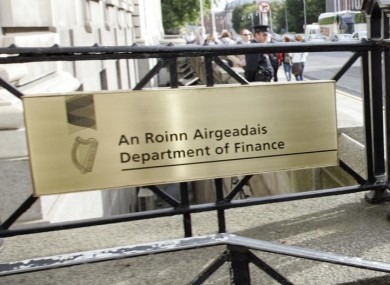 An Roinn Airgeadais
Department of Finance